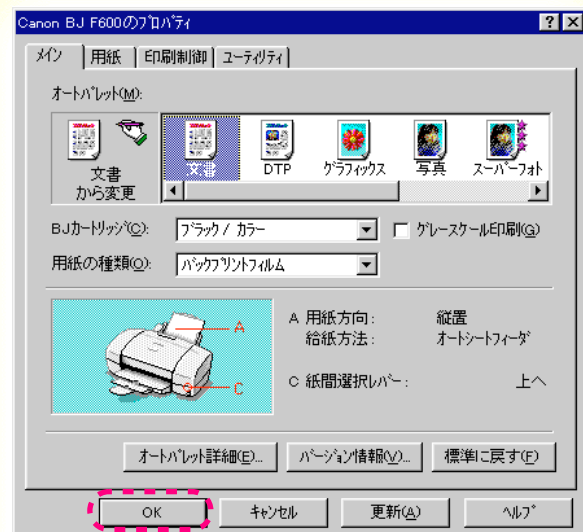 Canon BJ F600のﾌﾟﾛﾊﾟﾃｨ
ﾒｲﾝ 用紙 印刷制御 ﾕｰﾃｨﾘﾃｨ
ｵｰﾄﾊﾟﾚｯﾄ(M):
文書
から変更
文書 DTP ｸﾞﾗﾌｨｯｸｽ 写真 ｽｰﾊﾟｰﾌｫﾄ
BJｶｰﾄﾘｯｼﾞ(C): ﾌﾞﾗｯｸ / ｶﾗｰ ｸﾞﾚｰｽｹｰﾙ印刷(G)
用紙の種類(O): ﾊﾞｯｸﾌﾟﾘﾝﾄﾌｨﾙﾑ
A
C
A 用紙方向: 縦置
給紙方法: ｵｰﾄｼｰﾄﾌｨｰﾀﾞ
C 紙間選択ﾚﾊﾞｰ: 上へ
ｵｰﾄﾊﾟﾚｯﾄ詳細(E)... ﾊﾞｰｼﾞｮﾝ情報(V)... 標準に戻す(F)
OK ｷｬﾝｾﾙ 更新(A) ﾍﾙﾌﾟ